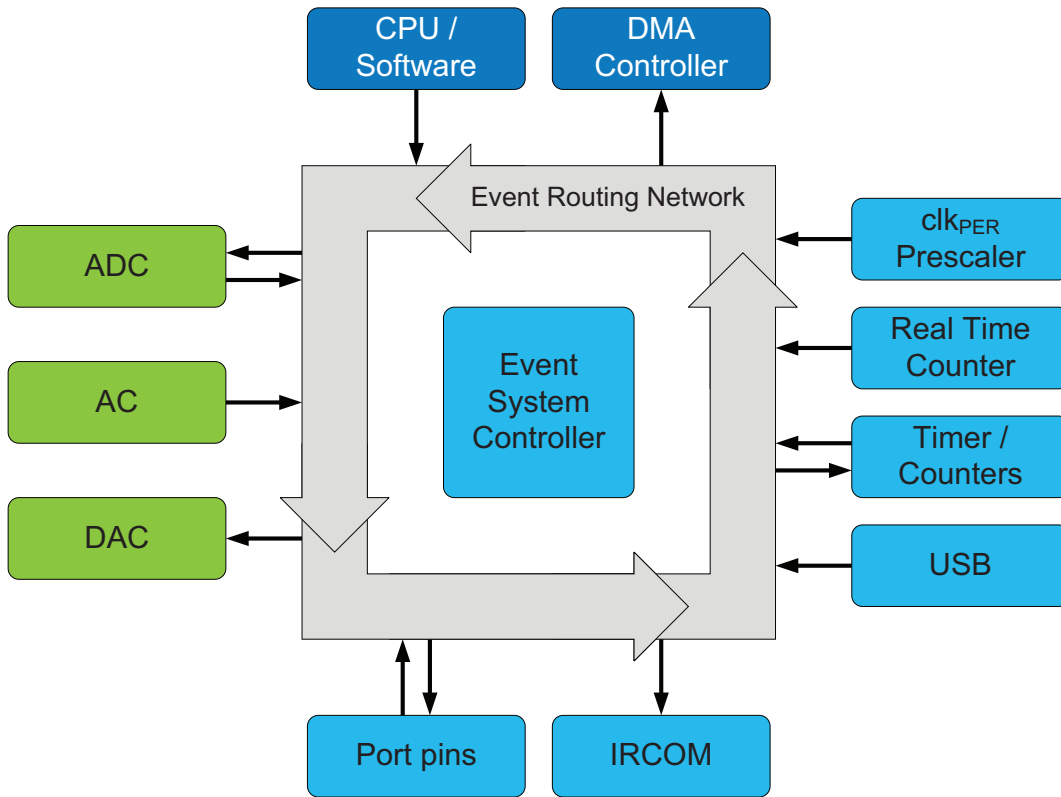 CPU /
Software
DMA
Controller
Event Routing Network
ADC
AC
DAC
Event
System
Controller
clkPER
Prescaler
Real Time
Counter
Timer /
Counters
USB
Port pins
IRCOM